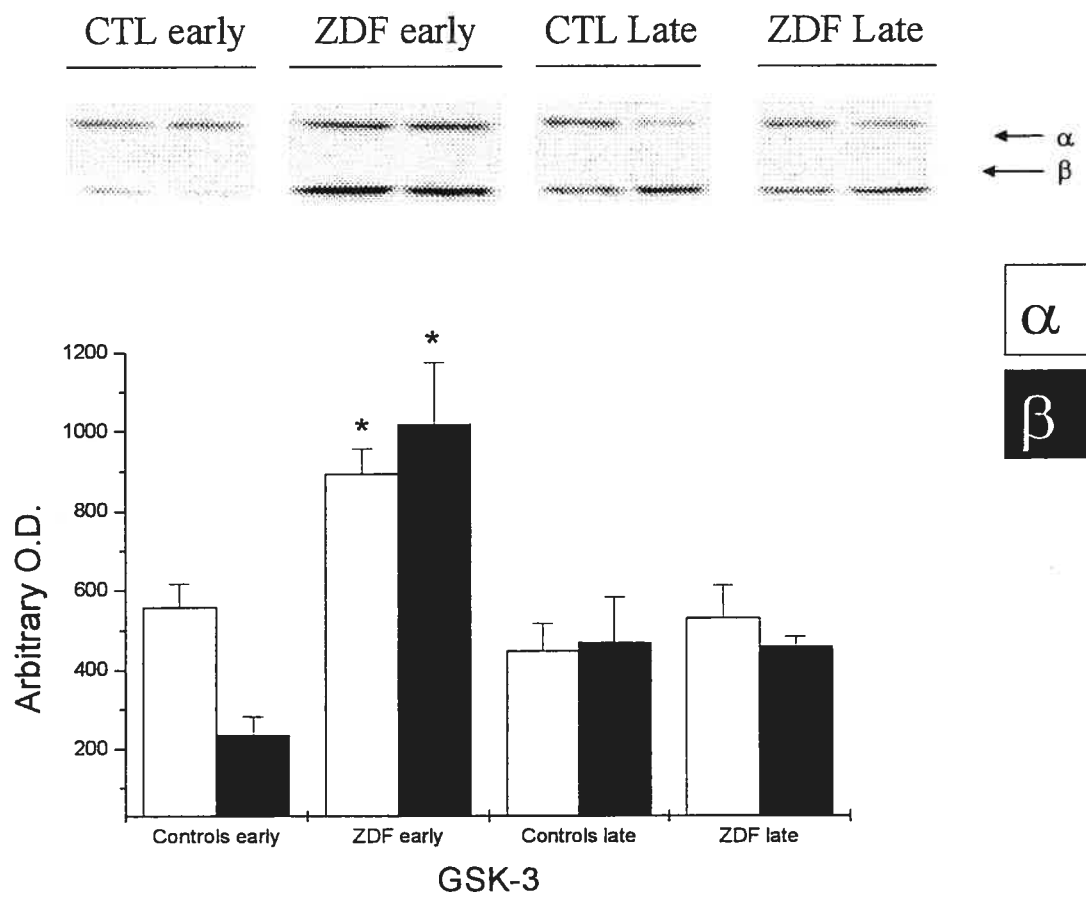 CTL early ZDF early CTL Late ZDF Late
← α
← β
α
β
* *
1200
1000
800
600
400
200
Arbitrary O.D.
Controls early ZDF early Controls late ZDF late
GSK-3